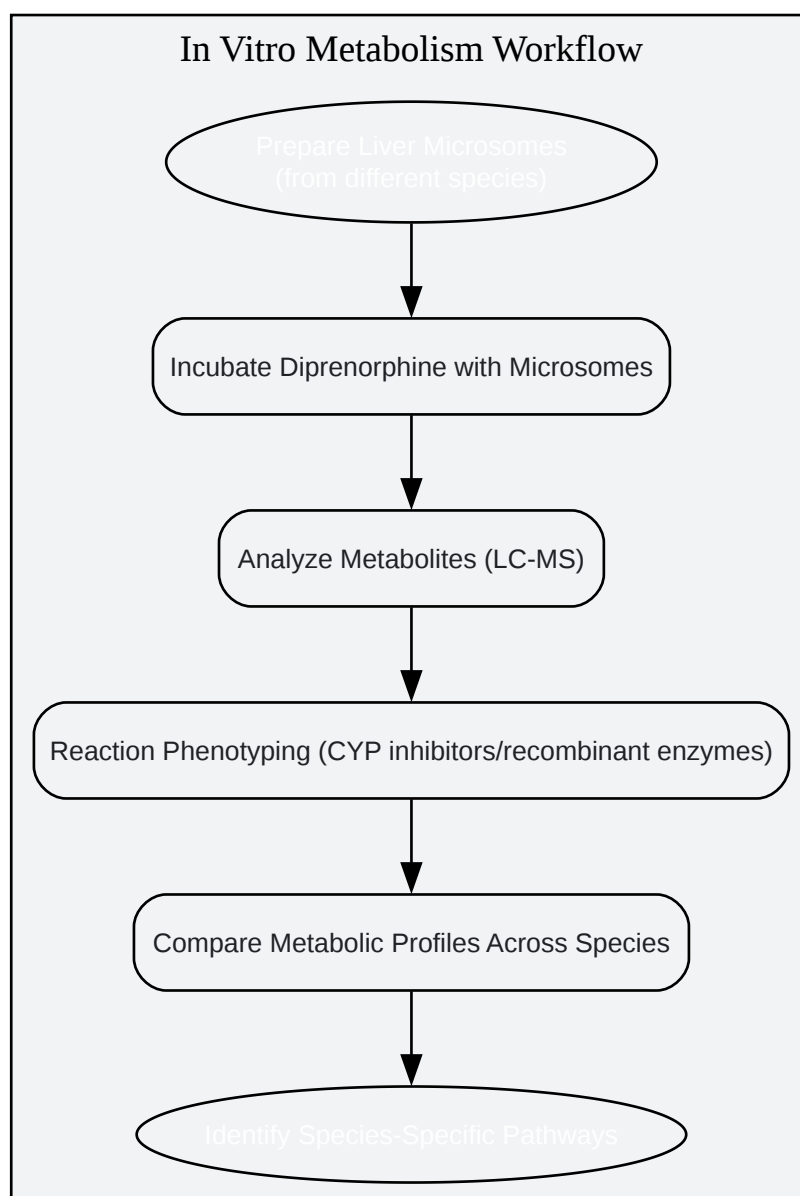 In Vitro Metabolism Workflow
Prepare Liver Microsomes
(from different species)
Incubate Diprenorphine with Microsomes
Analyze Metabolites (LC-MS)
Reaction Phenotyping (CYP inhibitors/recombinant enzymes)
Compare Metabolic Profiles Across Species
Identify Species-Specific Pathways